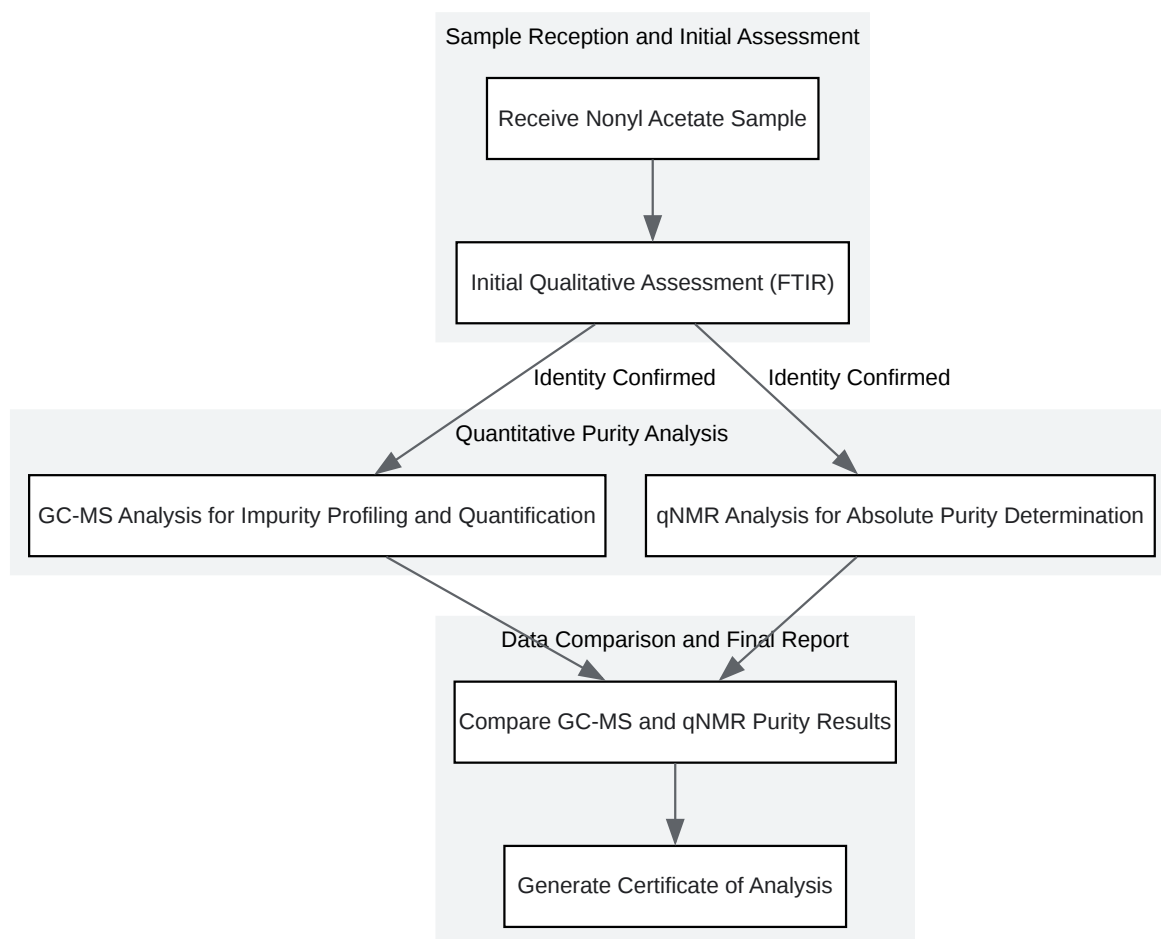 Sample Reception and Initial Assessment
Receive Nonyl Acetate Sample
Initial Qualitative Assessment (FTIR)
Identity Confirmed
Identity Confirmed
Quantitative Purity Analysis
GC-MS Analysis for Impurity Profiling and Quantification
qNMR Analysis for Absolute Purity Determination
Data Comparison and Final Report
Compare GC-MS and qNMR Purity Results
Generate Certificate of Analysis